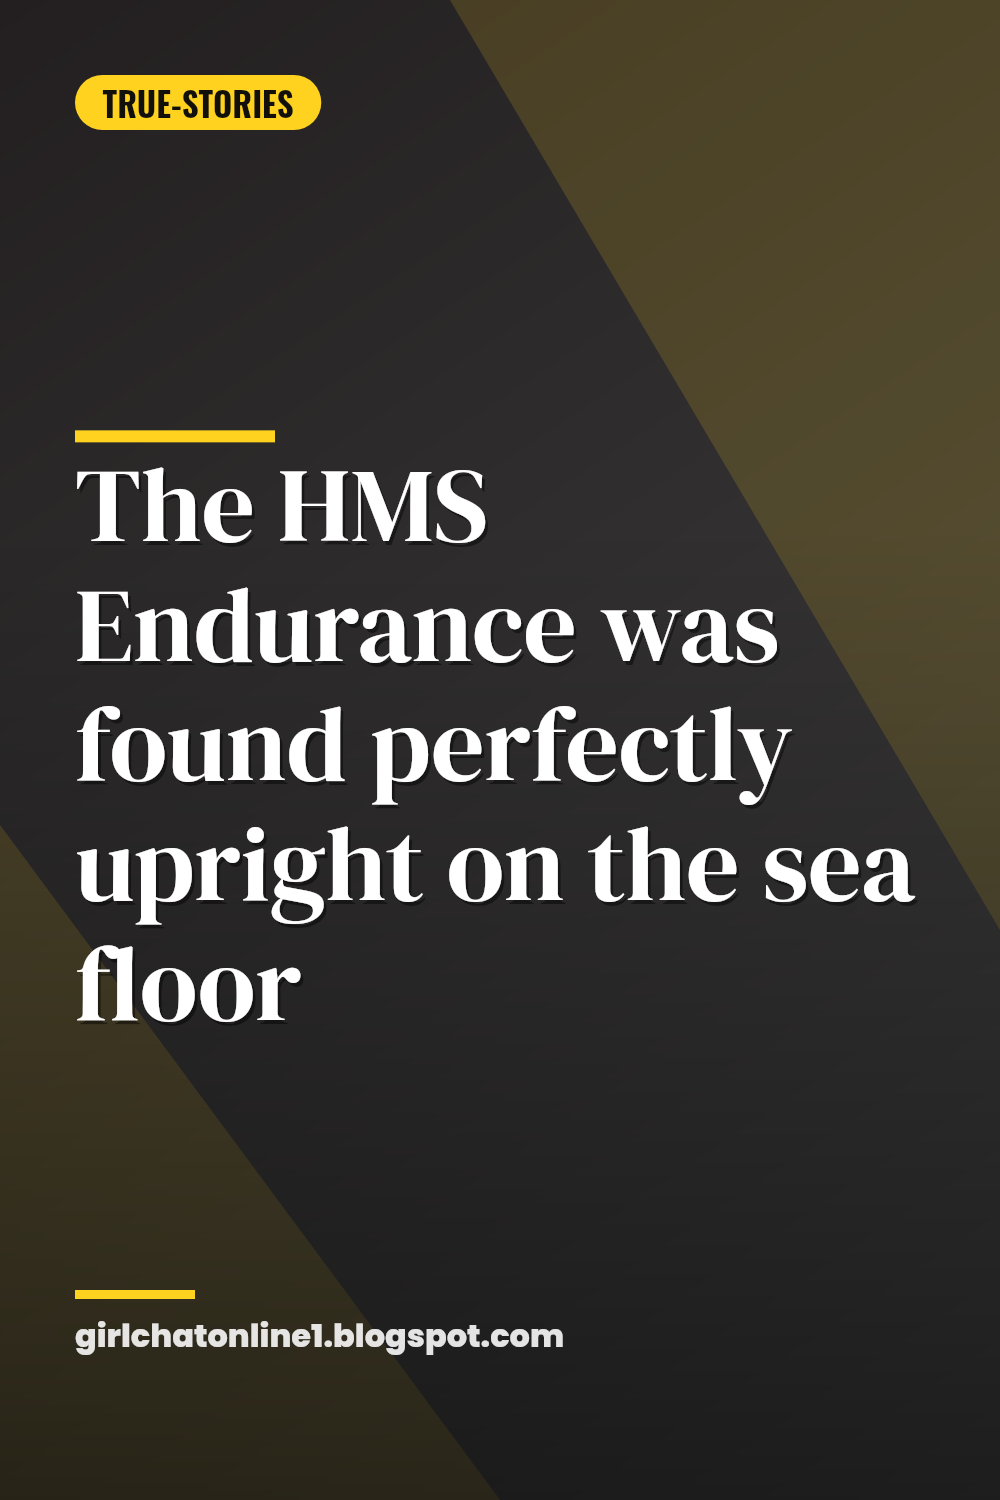 TRUE-STORIES
The HMS
Endurance was
found perfectly
upright on the sea
floor
girlchatonline1.blogspot.com